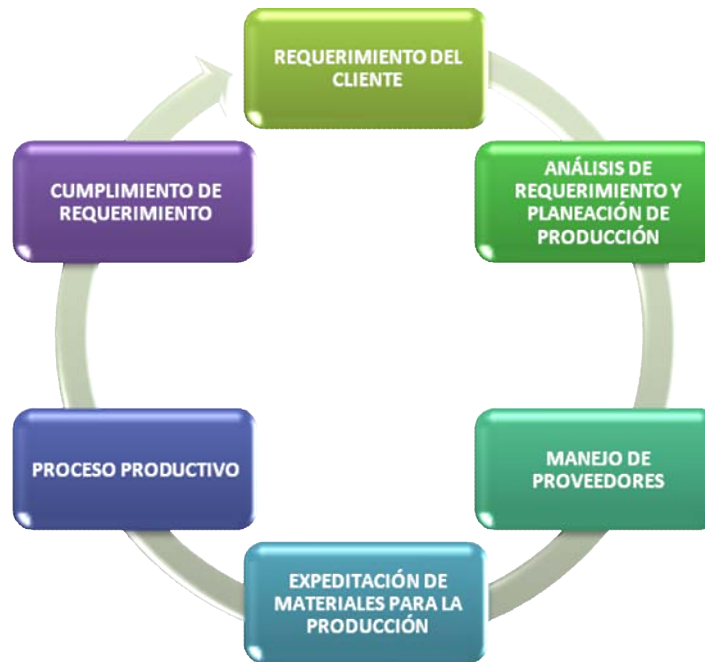 REQUERIMIENTO DEL
CLIENTE
ANÁLISIS DE
REQUERIMIENTO Y
PLANEACIÓN DE
PRODUCCIÓN
MANEJO DE
PROVEEDORES
EXPEDITACIÓN DE
MATERIALES PARA LA
PRODUCCIÓN
PROCESO PRODUCTIVO
CUMPLIMIENTO DE
REQUERIMIENTO